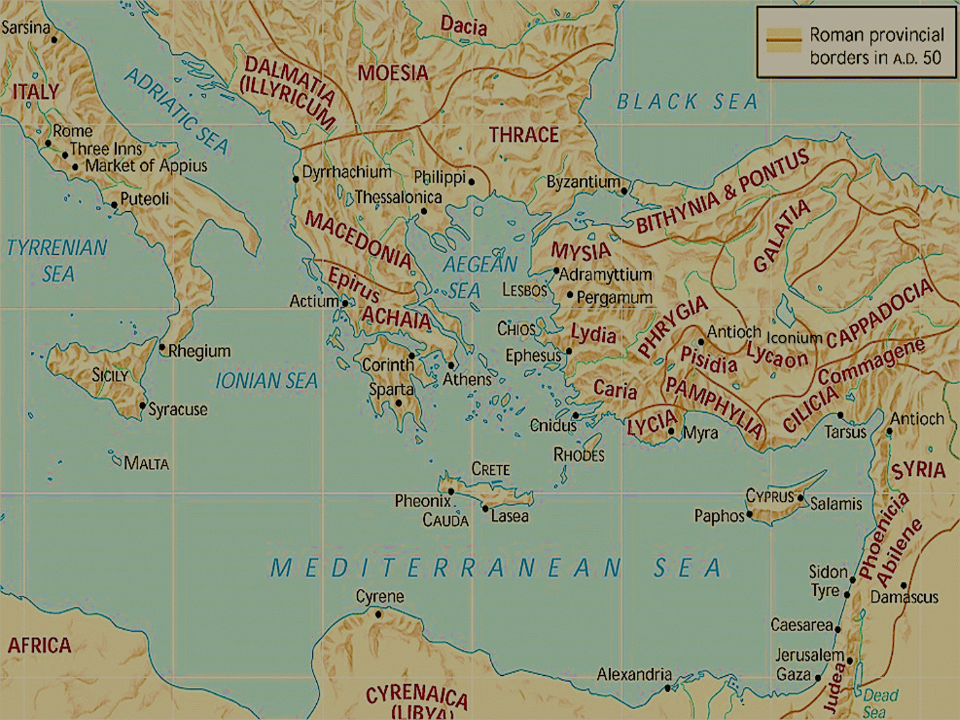 Sarsina
Dacia
Roman provincial
borders in A.D. 50
ITALY
ADRIATIC SEA
DALMATIA
(ILLYRICUM
MOESIA
BLACK SEA
THRACE
Rome
Three Inns
Market of Appius
Puteoli
Dyrrhachium
Philippi
Thessalonica
Byzantium
BITHYNIA & PONTUS
GALATIA
TYRRENIAN
SEA
MACEDONIA
AEGEAN
SEA
MYSIA
Adramyttium
LESBOS
Pergamum
Epirus
Actium
ACHAIA
CHIOS
Lydia
PHRYGIA
Antioch
Iconium
CAPPADOCIA
Rhegium
Ephesus
Pisidia
Lycaon
Commagene
SICILY
IONIAN SEA
Corinth
Athens
Sparta
Caria
PAMPHYLIA
CILICIA
Syracuse
Cnidus
LYCIA
Myra
Tarsus
Antioch
MALTA
RHODES
CRETE
SYRIA
Pheonix
CAUDA
Lasea
CYPRUS
Salamis
Paphos
Phoenicia
Abilene
MEDITERRANEAN SEA
Sidon
Tyre
Damascus
Cyrene
Caesarea
AFRICA
Jerusalem
Gaza
Alexandria
Judea
Dead
Sea
CYRENAICA
(LIBYA)